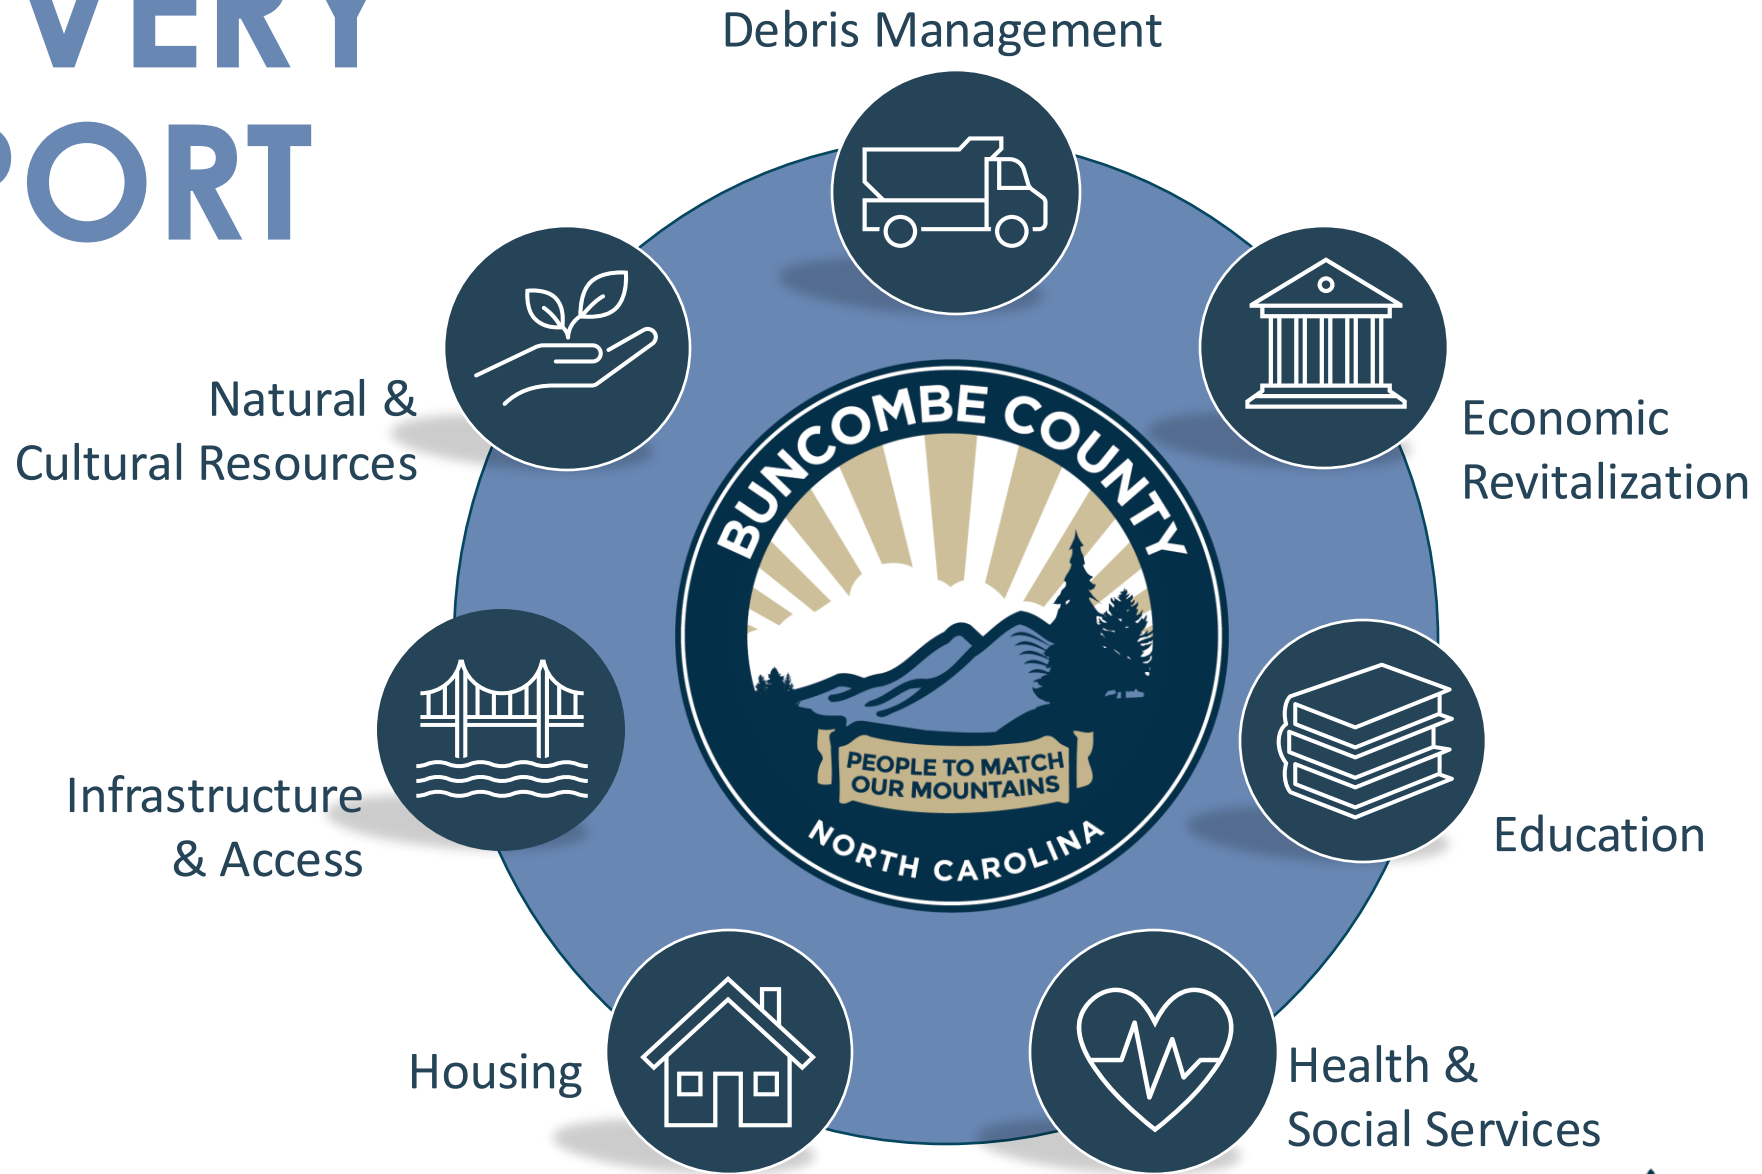 VERY
PORT
Debris Management
Natural &
Cultural Resources
Economic
Revitalization
BUNCOMBE COUNTY
PEOPLE TO MATCH
OUR MOUNTAINS
NORTH CAROLINA
Infrastructure
& Access
Education
Housing
Health &
Social Services